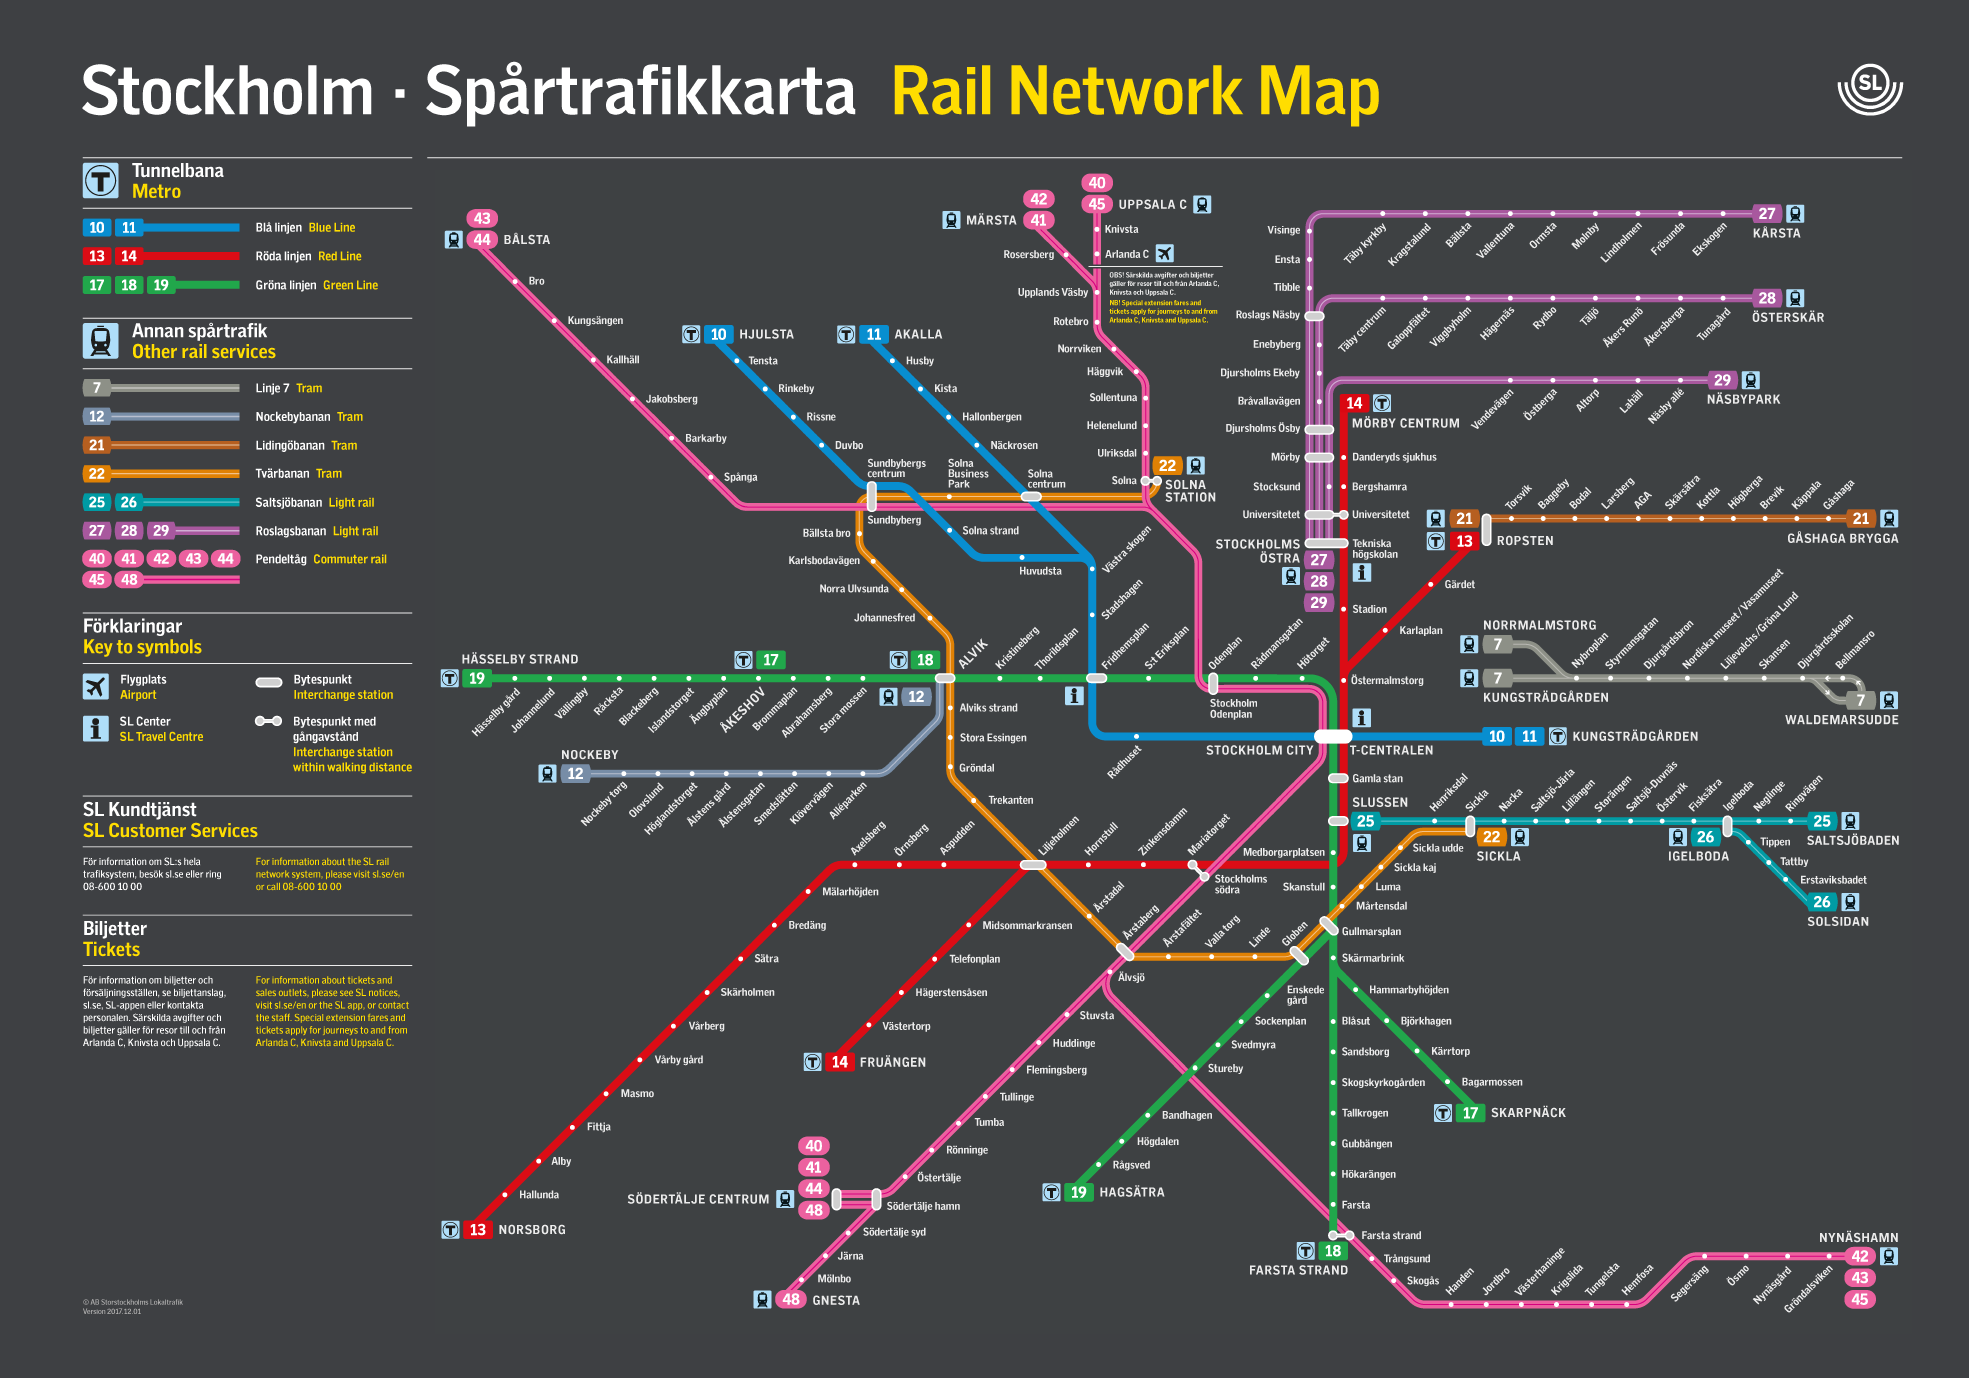 Stockholm · Spårtrafikkarta Rail Network Map
SL
T
Tunnelbana
Metro
10 11 Blå linjen Blue Line
13 14 Röda linjen Red Line
17 18 19 Gröna linjen Green Line
Annan spårtrafik
Other rail services
7 Linje 7 Tram
12 Nockebybanan Tram
21 Lidingöbanan Tram
22 Tvärbanan Tram
25 26 Saltsjöbanan Light rail
27 28 29 Roslagsbanan Light rail
40 41 42 43 44 Pendeltåg Commuter rail
45 48
Förklaringar
Key to symbols
Flygplats
Airport
Bytespunkt
Interchange station
i
SL Center
SL Travel Centre
Bytespunkt med
gångavstånd
Interchange station
within walking distance
SL Kundtjänst
SL Customer Services
För information om SL:s hela
trafiksystem, besök sl.se eller ring
08-600 10 00
For information about the SL rail
network system, please visit sl.se/en
or call 08-600 10 00
Biljetter
Tickets
För information om biljetter och
försäljningsställen, se biljettanslag,
sl.se, SL-appen eller kontakta
personalen. Särskilda avgifter och
biljetter gäller för resor till och från
Arlanda C, Knivsta och Uppsala C.
For information about tickets and
sales outlets, please see SL notices,
visit sl.se/en or the SL app, or contact
the staff. Special extension fares and
tickets apply for journeys to and from
Arlanda C, Knivsta and Uppsala C.
© AB Storstockholms Lokaltrafik
Version 2017.12.01
43
44 BÅLSTA
Bro
Kungsängen
Kallhäll
Jakobsberg
Barkarby
Spånga
Sundbyberg
42
MÄRSTA 41
Rosersberg
40
45 UPPSALA C
Knivsta
Arlanda C
OBS! Särskilda avgifter och biljetter
gäller för resor till och från Arlanda C,
Knivsta och Uppsala C.
NB! Special extension fares and
tickets apply for journeys to and from
Arlanda C, Knivsta and Uppsala C.
Upplands Väsby
Rotebro
Norrviken
Häggvik
Sollentuna
Helenelund
Ulriksdal
Solna
22
SOLNA
STATION
T 10 HJULSTA
Tensta
Rinkeby
Rissne
Duvbo
Sundbybergs
centrum
Solna strand
Huvudsta
T 11 AKALLA
Husby
Kista
Hallonbergen
Näckrosen
Solna
centrum
Solna
Business
Park
Västra skogen
Stadshagen
Bällsta bro
Karlsbodavägen
Norra Ulvsunda
Johannesfred
Visinge
Ensta
Tibble
Roslags Näsby
Enebyberg
Djursholms Ekeby
Bråvallavägen
Djursholms Ösby
Mörby
Stocksund
Universitetet
STOCKHOLMS
ÖSTRA
27
28
29
Täby kyrkby
Kragstalund
Bällsta
Vallentuna
Ormsta
Molnby
Lindholmen
Frösunda
Ekskogen
27
KÅRSTA
Täby centrum
Galoppfältet
Viggbyholm
Hägernäs
Rydbo
Täljö
Åkers Runö
Åkersberga
Tunagård
28
ÖSTERSKÄR
Vendevägen
Östberga
Altorp
Lahäll
Näsby allé
29
NÄSBYPARK
14 T
MÖRBY CENTRUM
Danderyds sjukhus
Bergshamra
Universitetet
Tekniska
högskolan
i
Stadion
Östermalmstorg
21
T 13 ROPSTEN
Gärdet
Karlaplan
Torsvik
Baggeby
Bodal
Larsberg
AGA
Skärsätra
Kottla
Högberga
Brevik
Käppala
Gåshaga
21
GÅSHAGA BRYGGA
NORRMALMSTORG
7
7
KUNGSTRÄDGÅRDEN
Nybroplan
Styrmansgatan
Djurgårdsbron
Nordiska museet / Vasamuseet
Liljevalchs / Gröna Lund
Skansen
Djurgårdsskolan
Bellmansro
7
WALDEMARSUDDE
HÄSSELBY STRAND
T 19
Hässelby gård
Johannelund
Vällingby
Råcksta
Blackeberg
Islandstorget
Ängbyplan
T 17
ÅKESHOV
Brommaplan
Abrahamsberg
Stora mossen
T 18
ALVIK
12
Kristineberg
Thorildsplan
Fridhemsplan
i
S:t Eriksplan
Odenplan
Stockholm
Odenplan
Rådmansgatan
Hötorget
Rådhuset
STOCKHOLM CITY
i
T-CENTRALEN
10 11 T KUNGSTRÄDGÅRDEN
NOCKEBY
12
Nockeby torg
Olovslund
Höglandstorget
Ålstens gård
Ålstensgatan
Smedslätten
Klövervägen
Alléparken
Alviks strand
Stora Essingen
Gröndal
Trekanten
Liljeholmen
Årstadal
Årstaberg
Årstafältet
Valla torg
Linde
Globen
Gamla stan
SLUSSEN
25
Henriksdal
Sickla
Nacka
Saltsjö-Järla
Lillängen
Storängen
Saltsjö-Duvnäs
Östervik
Fisksätra
Igelboda
Neglinge
Ringvägen
25
SALTSJÖBADEN
22
SICKLA
26
IGELBODA
Tippen
Tattby
Erstaviksbadet
26
SOLSIDAN
Sickla udde
Sickla kaj
Luma
Mårtensdal
Medborgarplatsen
Skanstull
Gullmarsplan
Skärmarbrink
Hammarbyhöjden
Björkhagen
Kärrtorp
Bagarmossen
T 17 SKARPNÄCK
Blåsut
Sandsborg
Skogskyrkogården
Tallkrogen
Gubbängen
Hökarängen
Farsta
Farsta strand
T 18
FARSTA STRAND
Enskede
gård
Sockenplan
Svedmyra
Stureby
Bandhagen
Högdalen
Rågsved
T 19 HAGSÄTRA
Axelsberg
Örnsberg
Aspudden
Hornstull
Zinkensdamm
Mariatorget
Stockholms
södra
Mälarhöjden
Bredäng
Sätra
Skärholmen
Vårberg
Vårby gård
Masmo
Fittja
Alby
Hallunda
T 13 NORSBORG
Midsommarkransen
Telefonplan
Hägerstensåsen
Västertorp
T 14 FRUÄNGEN
Älvsjö
Stuvsta
Huddinge
Flemingsberg
Tullinge
Tumba
Rönninge
Östertälje
Södertälje hamn
40
41
44
48
SÖDERTÄLJE CENTRUM
Södertälje syd
Järna
Mölnbo
48 GNESTA
Trångsund
Skogås
Handen
Jordbro
Västerhaninge
Krigslida
Tungelsta
Hemfosa
Segersäng
Ösmo
Nynäsgård
Gröndalsviken
NYNÄSHAMN
42
43
45